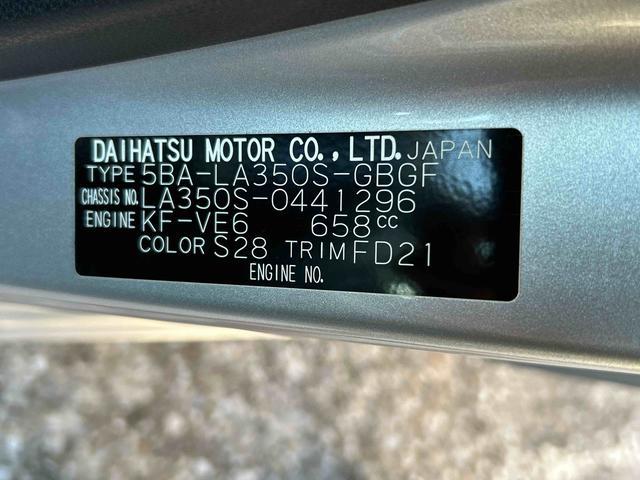 DAIHATSU MOTOR CO., LTD. JAPAN
TYPE 5BA-LA350S-GBGF
CHASSIS NO. LA350S-0441296
ENGINE KF-VE6 658cc
COLOR S28 TRIM FD21
ENGINE NO.